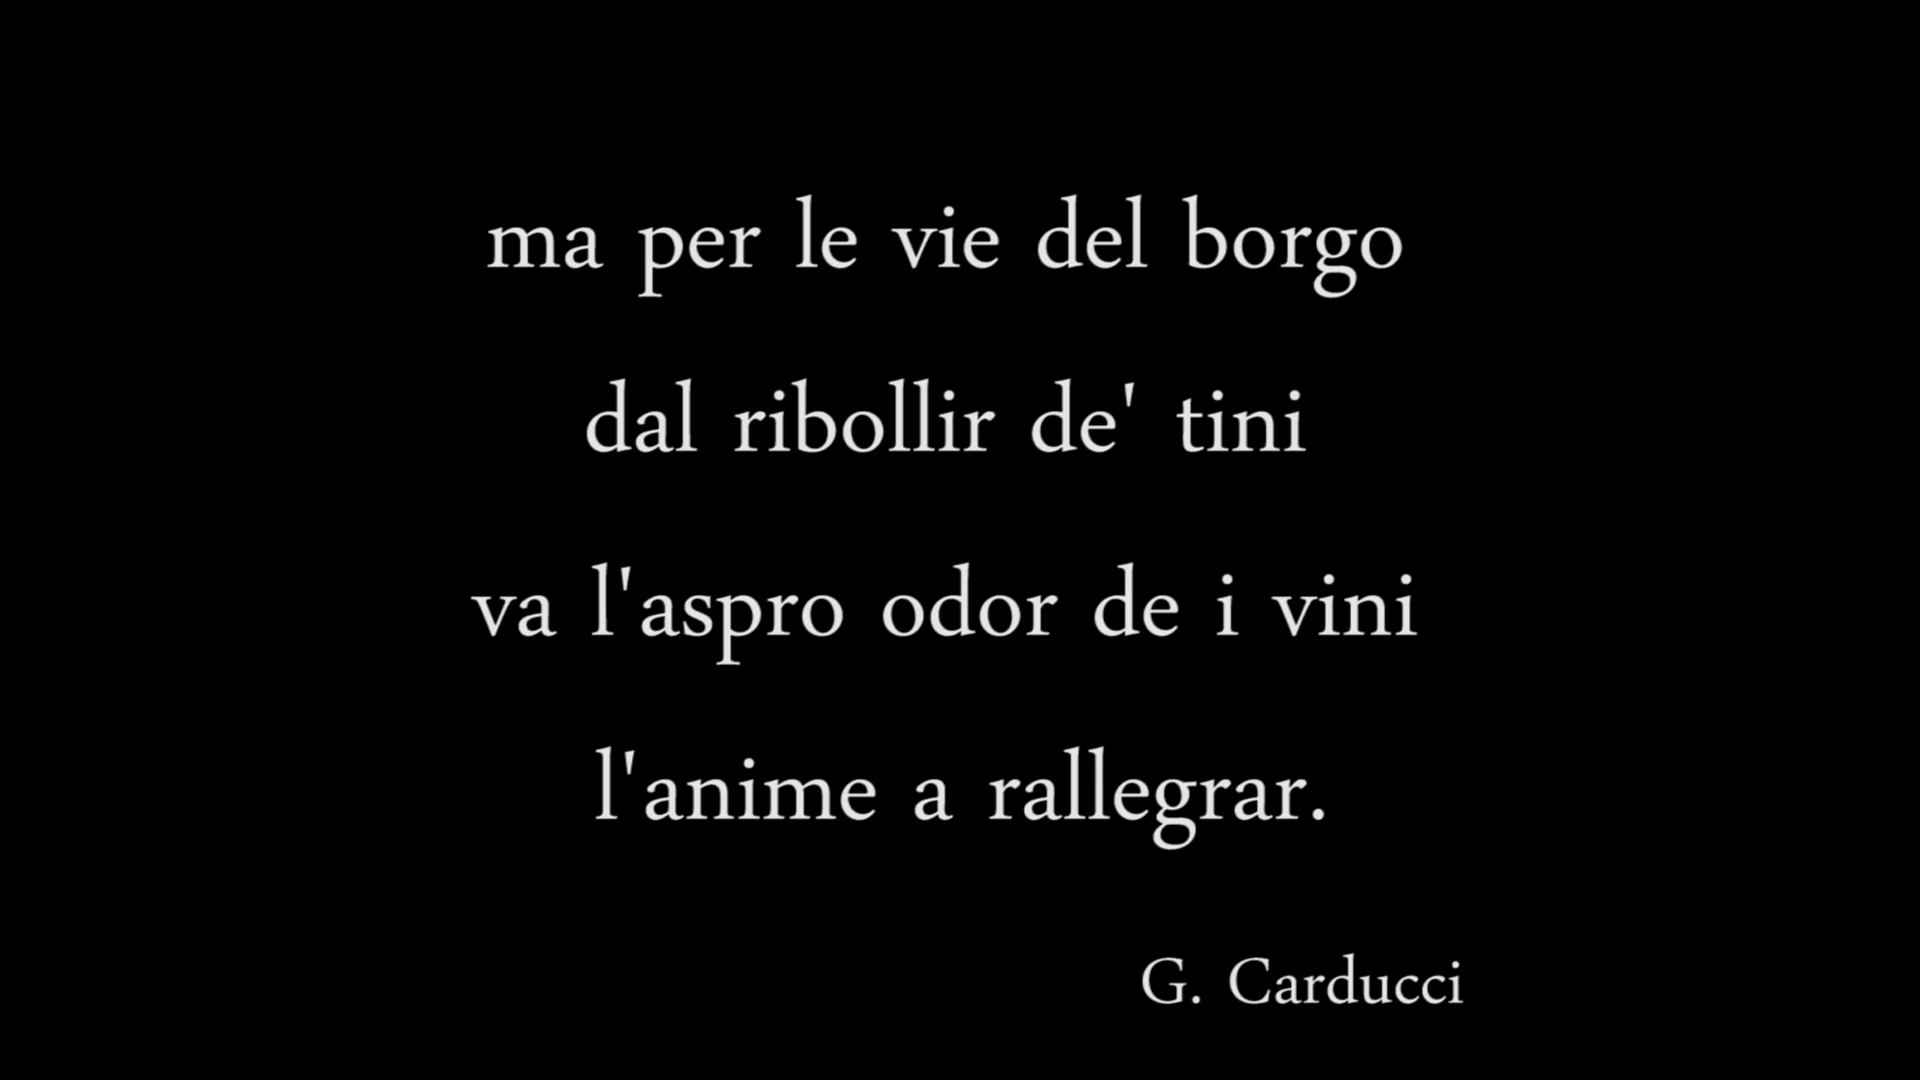 ma per le vie del borgo
dal ribollir de' tini
va l'aspro odor de i vini
l'anime a rallegrar.
G. Carducci